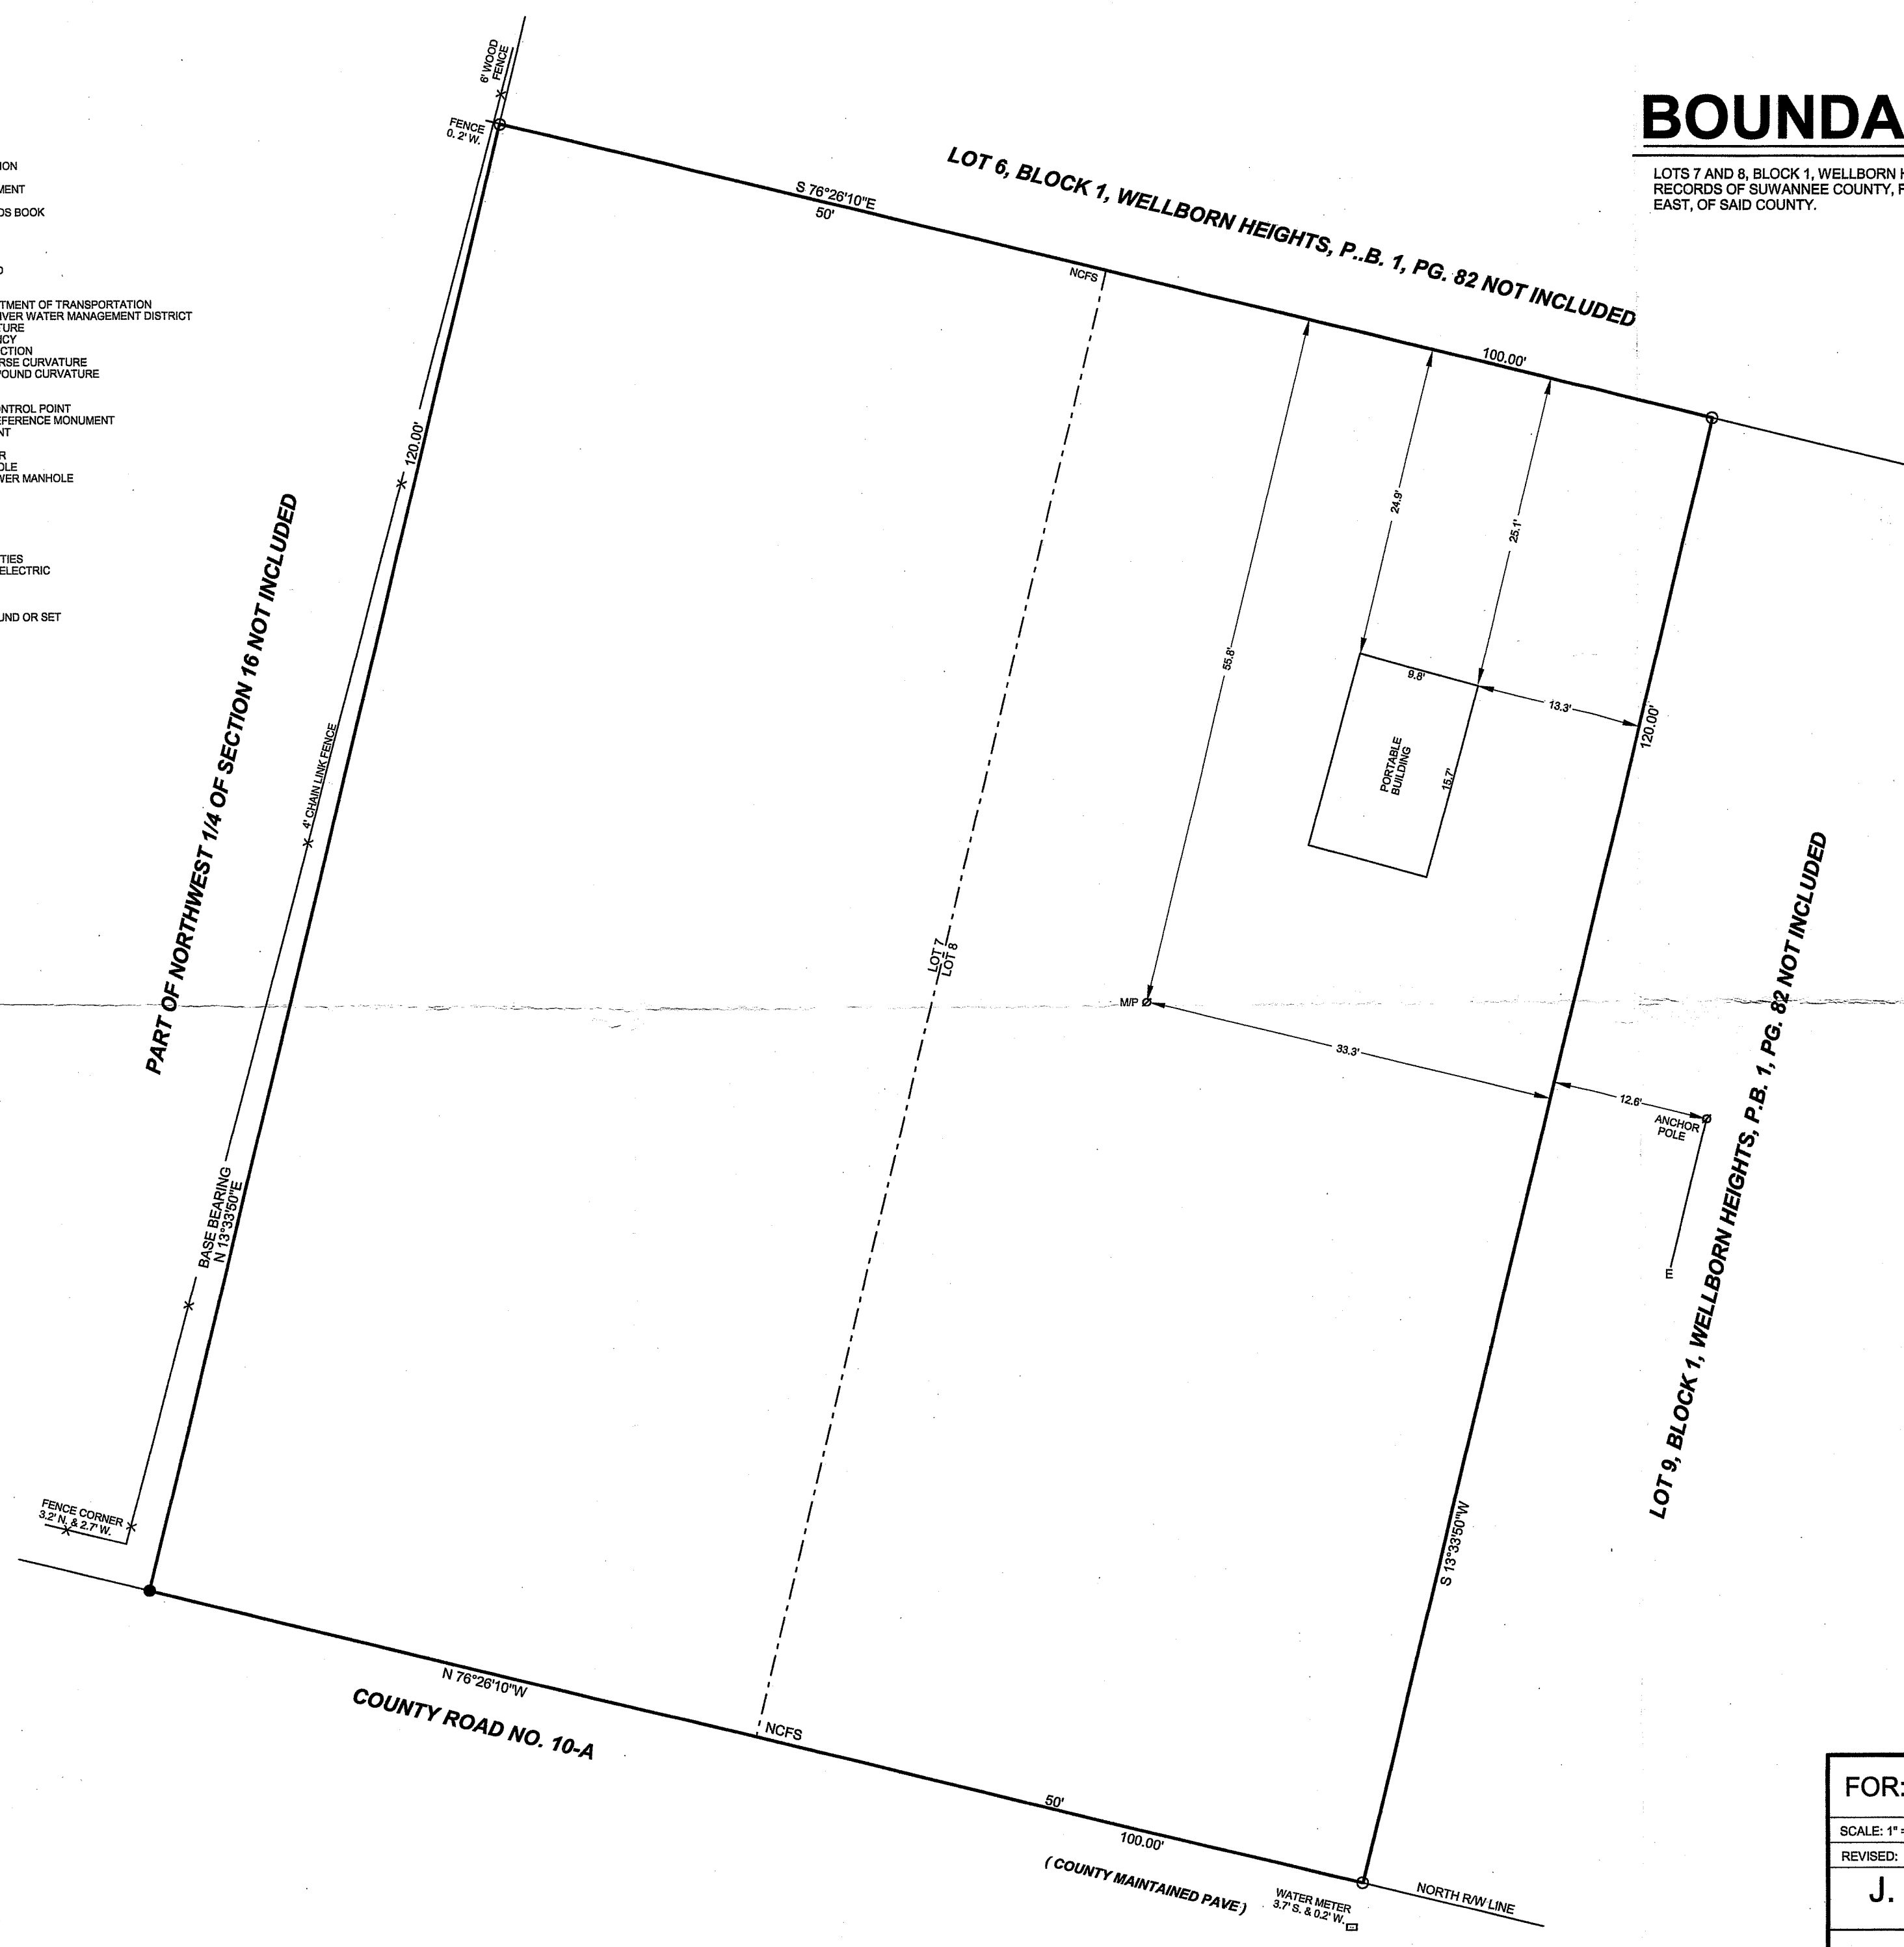 BOUNDA
LOTS 7 AND 8, BLOCK 1, WELLBORN H
RECORDS OF SUWANNEE COUNTY, F
EAST, OF SAID COUNTY.
ION
MENT
DS BOOK
D
TMENT OF TRANSPORTATION
IVER WATER MANAGEMENT DISTRICT
TURE
NCY
CTION
RSE CURVATURE
POUND CURVATURE
NTROL POINT
EFERENCE MONUMENT
NT
R
OLE
WER MANHOLE
TIES
ELECTRIC
UND OR SET
6' WOOD
FENCE
FENCE
0. 2' W.
S 76°26'10"E
50'
LOT 6, BLOCK 1, WELLBORN HEIGHTS, P..B. 1, PG. 82 NOT INCLUDED
NCFS
100.00'
120.00'
24.9'
25.1'
55.8'
9.8'
13.3'
120.00'
PORTABLE
BUILDING
15.7'
PART OF NORTHWEST 1/4 OF SECTION 16 NOT INCLUDED
4' CHAIN LINK FENCE
LOT 7
LOT 8
M/P
33.3'
12.6'
ANCHOR
POLE
E
LOT 9, BLOCK 1, WELLBORN HEIGHTS, P.B. 1, PG. 82 NOT INCLUDED
BASE BEARING
N 13°33'50"E
S 13°33'50"W
FENCE CORNER
3.2' N. & 2.7' W.
N 76°26'10"W
COUNTY ROAD NO. 10-A
NCFS
50'
100.00'
( COUNTY MAINTAINED PAVE )
WATER METER
3.7' S. & 0.2' W.
NORTH R/W LINE
FOR:
SCALE: 1" =
REVISED:
J.